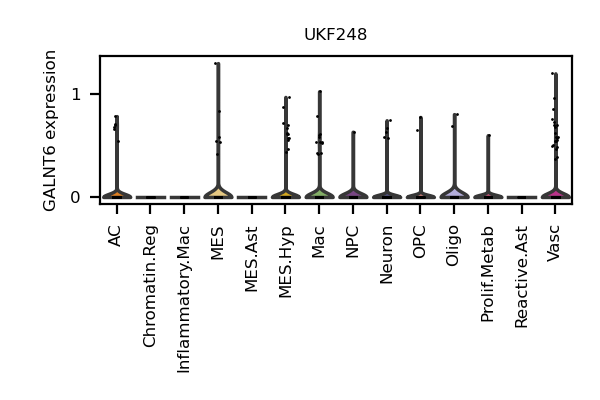 UKF248
GALNT6 expression
1
0
AC
Chromatin.Reg
Inflammatory.Mac
MES
MES.Ast
MES.Hyp
Mac
NPC
Neuron
OPC
Oligo
Prolif.Metab
Reactive.Ast
Vasc